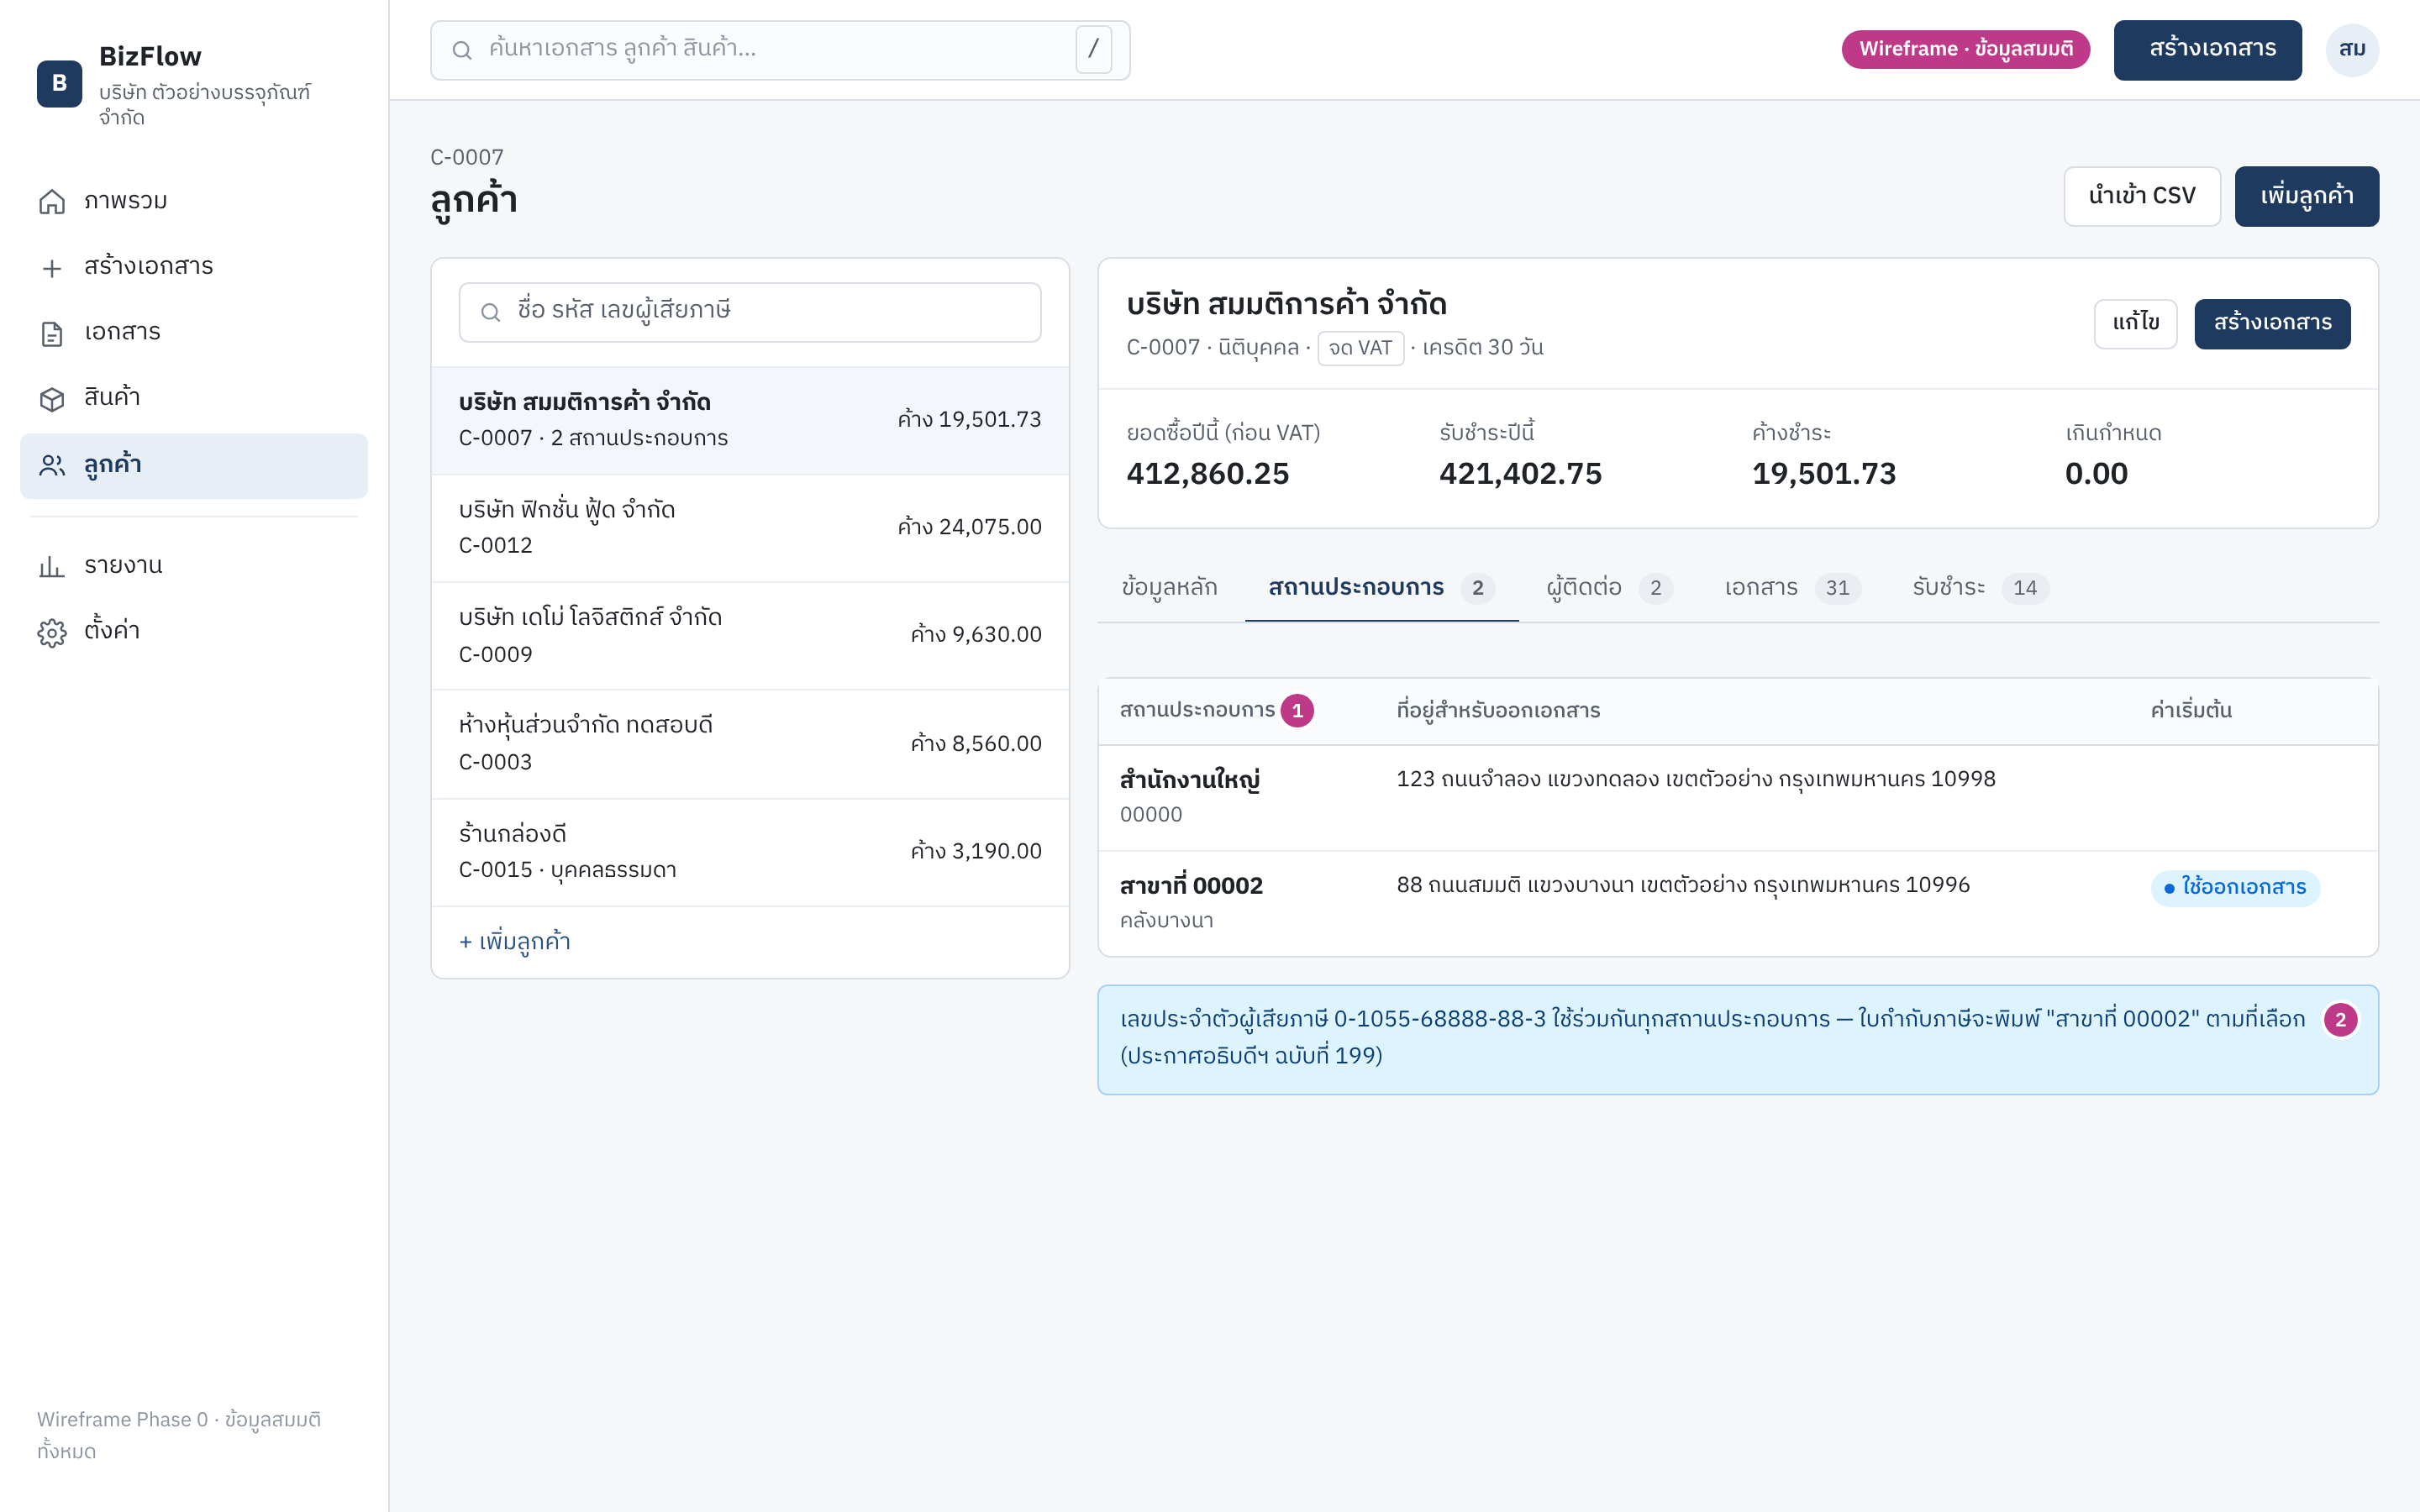 B
BizFlow
บริษัท ตัวอย่างบรรจุภัณฑ์
จำกัด
ภาพรวม
สร้างเอกสาร
เอกสาร
สินค้า
ลูกค้า
รายงาน
ตั้งค่า
Wireframe Phase 0 · ข้อมูลสมมติ
ทั้งหมด
ค้นหาเอกสาร ลูกค้า สินค้า... /
Wireframe · ข้อมูลสมมติ
สร้างเอกสาร
สม
C-0007
ลูกค้า
นำเข้า CSV
เพิ่มลูกค้า
ชื่อ รหัส เลขผู้เสียภาษี
บริษัท สมมติการค้า จำกัด
C-0007 · 2 สถานประกอบการ
ค้าง 19,501.73
บริษัท ฟิกชั่น ฟู้ด จำกัด
C-0012
ค้าง 24,075.00
บริษัท เดโม่ โลจิสติกส์ จำกัด
C-0009
ค้าง 9,630.00
ห้างหุ้นส่วนจำกัด ทดสอบดี
C-0003
ค้าง 8,560.00
ร้านกล่องดี
C-0015 · บุคคลธรรมดา
ค้าง 3,190.00
+ เพิ่มลูกค้า
บริษัท สมมติการค้า จำกัด
C-0007 · นิติบุคคล · จด VAT · เครดิต 30 วัน
แก้ไข
สร้างเอกสาร
ยอดซื้อปีนี้ (ก่อน VAT)
412,860.25
รับชำระปีนี้
421,402.75
ค้างชำระ
19,501.73
เกินกำหนด
0.00
ข้อมูลหลัก สถานประกอบการ 2 ผู้ติดต่อ 2 เอกสาร 31 รับชำระ 14
สถานประกอบการ 1 ที่อยู่สำหรับออกเอกสาร ค่าเริ่มต้น
สำนักงานใหญ่
00000
123 ถนนจำลอง แขวงทดลอง เขตตัวอย่าง กรุงเทพมหานคร 10998
สาขาที่ 00002
คลังบางนา
88 ถนนสมมติ แขวงบางนา เขตตัวอย่าง กรุงเทพมหานคร 10996
ใช้ออกเอกสาร
เลขประจำตัวผู้เสียภาษี 0-1055-68888-88-3 ใช้ร่วมกันทุกสถานประกอบการ — ใบกำกับภาษีจะพิมพ์ "สาขาที่ 00002" ตามที่เลือก 2
(ประกาศอธิบดีฯ ฉบับที่ 199)